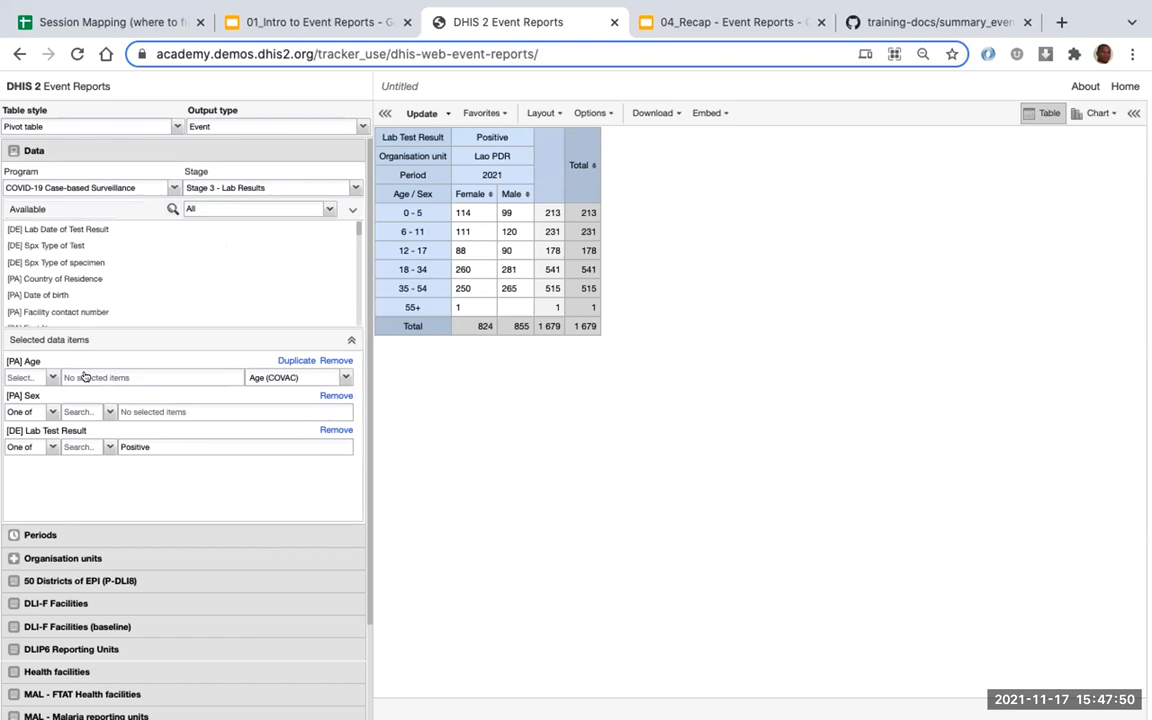 Session Mapping (where to fi
01_Intro to Event Reports - G
DHIS 2 Event Reports
04_Recap - Event Reports - G
training-docs/summary_even
academy.demos.dhis2.org/tracker_use/dhis-web-event-reports/
DHIS 2 Event Reports
Untitled
About
Home
Table style
Output type
Pivot table
Event
Update
Favorites
Layout
Options
Download
Embed
Table
Chart
Data
Program
Stage
COVID-19 Case-based Surveillance
Stage 3 - Lab Results
Available
All
[DE] Lab Date of Test Result
[DE] Spx Type of Test
[DE] Spx Type of specimen
[PA] Country of Residence
[PA] Date of birth
[PA] Facility contact number
Selected data items
[PA] Age
Duplicate Remove
Select..
No selected items
Age (COVAC)
[PA] Sex
Remove
One of
Search..
No selected items
[DE] Lab Test Result
Remove
One of
Search..
Positive
Periods
Organisation units
50 Districts of EPI (P-DLI8)
DLI-F Facilities
DLI-F Facilities (baseline)
DLIP6 Reporting Units
Health facilities
MAL - FTAT Health facilities
MAL - Malaria reporting units
Lab Test Result Positive
Organisation unit Lao PDR
Total
Period 2021
Age / Sex Female Male
0 - 5 114 99 213 213
6 - 11 111 120 231 231
12 - 17 88 90 178 178
18 - 34 260 281 541 541
35 - 54 250 265 515 515
55+ 1 1 1
Total 824 855 1 679 1 679
2021-11-17 15:47:50